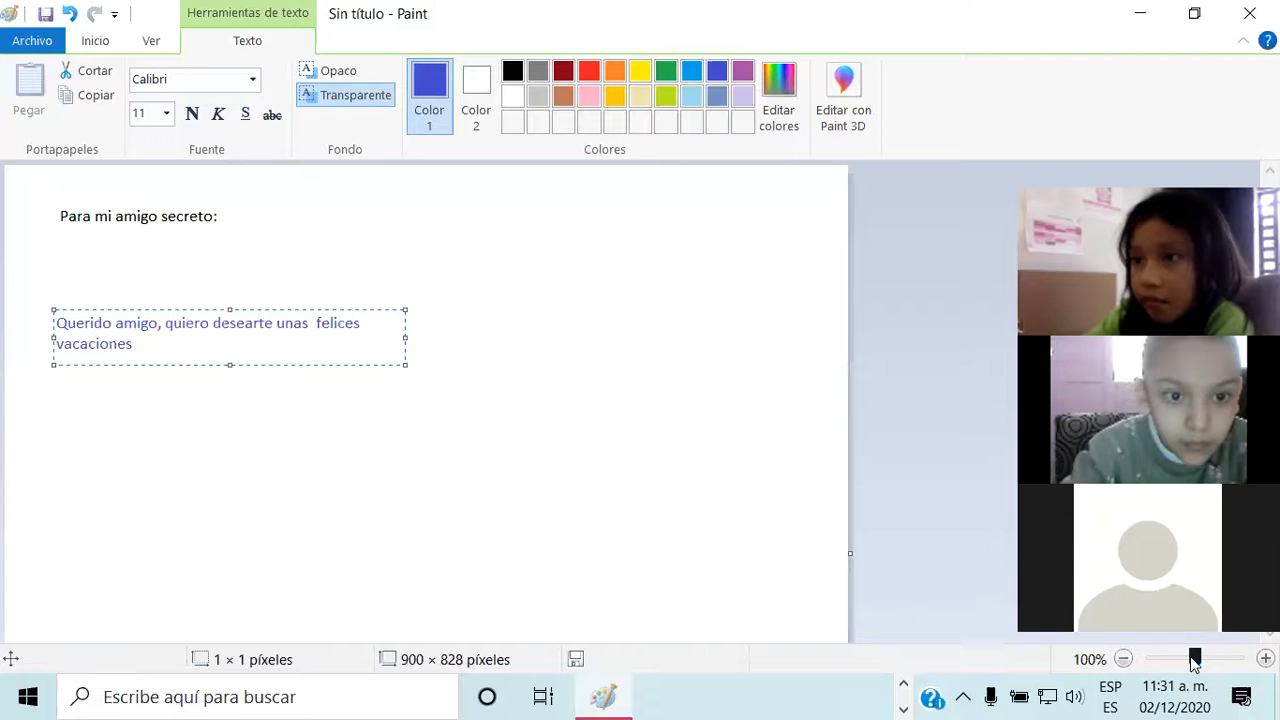 Herramientas de texto
Sin título - Paint
Archivo
Inicio
Ver
Texto
Pegar
Cortar
Copiar
Portapapeles
Calibri
11
N K S abc
Fuente
A Opaco
A Transparente
Fondo
Color
1
Color
2
Colores
Editar
colores
Editar con
Paint 3D
Para mi amigo secreto:
Querido amigo, quiero desearte unas  felices
vacaciones
1 × 1 píxeles
900 × 828 píxeles
100%
Escribe aquí para buscar
ESP
ES
11:31 a. m.
02/12/2020